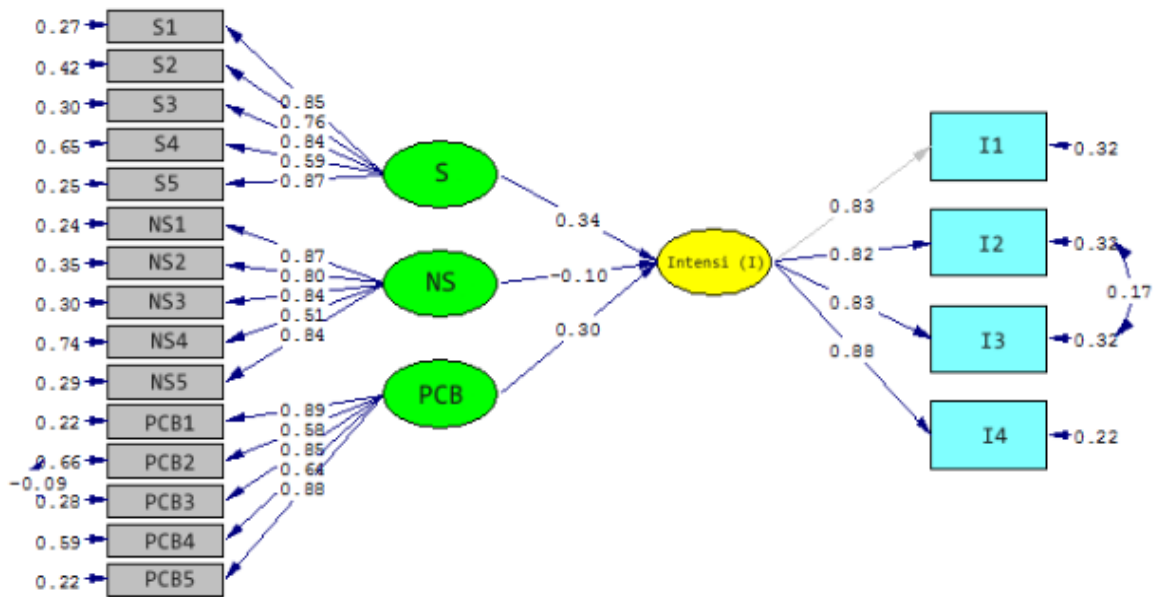 0.27 S1
0.42 S2
0.30 S3
0.65 S4
0.25 S5
0.24 NS1
0.35 NS2
0.30 NS3
0.74 NS4
0.29 NS5
0.22 PCB1
0.66 PCB2
-0.09
0.28 PCB3
0.59 PCB4
0.22 PCB5
0.85
0.76
0.84
0.59
0.87
0.87
0.80
0.84
0.51
0.84
0.89
0.58
0.85
0.64
0.88
S
NS
PCB
0.34
-0.10
0.30
Intensi (I)
0.83
0.82
0.83
0.88
I1 0.32
I2 0.32
0.17
I3 0.32
I4 0.22